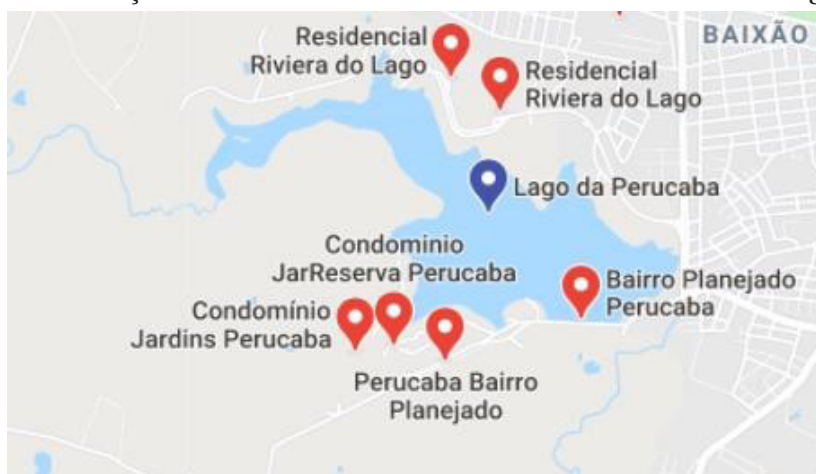 Residencial
Riviera do Lago
BAIXÃO
Residencial
Riviera do Lago
Lago da Perucaba
Condominio
JarReserva Perucaba
Bairro Planejado
Perucaba
Condomínio
Jardins Perucaba
Perucaba Bairro
Planejado